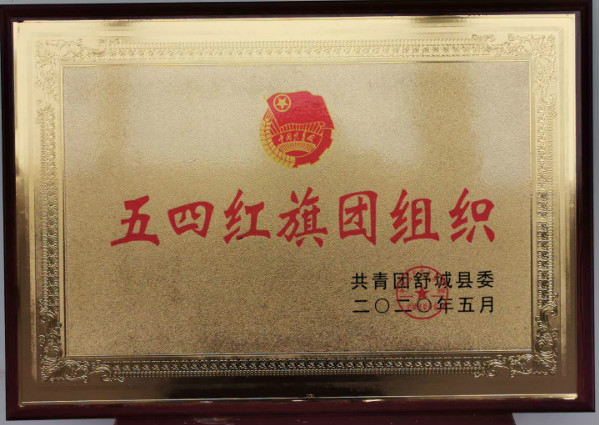 五四红旗团组织
共青团舒城县委
二〇二〇年五月